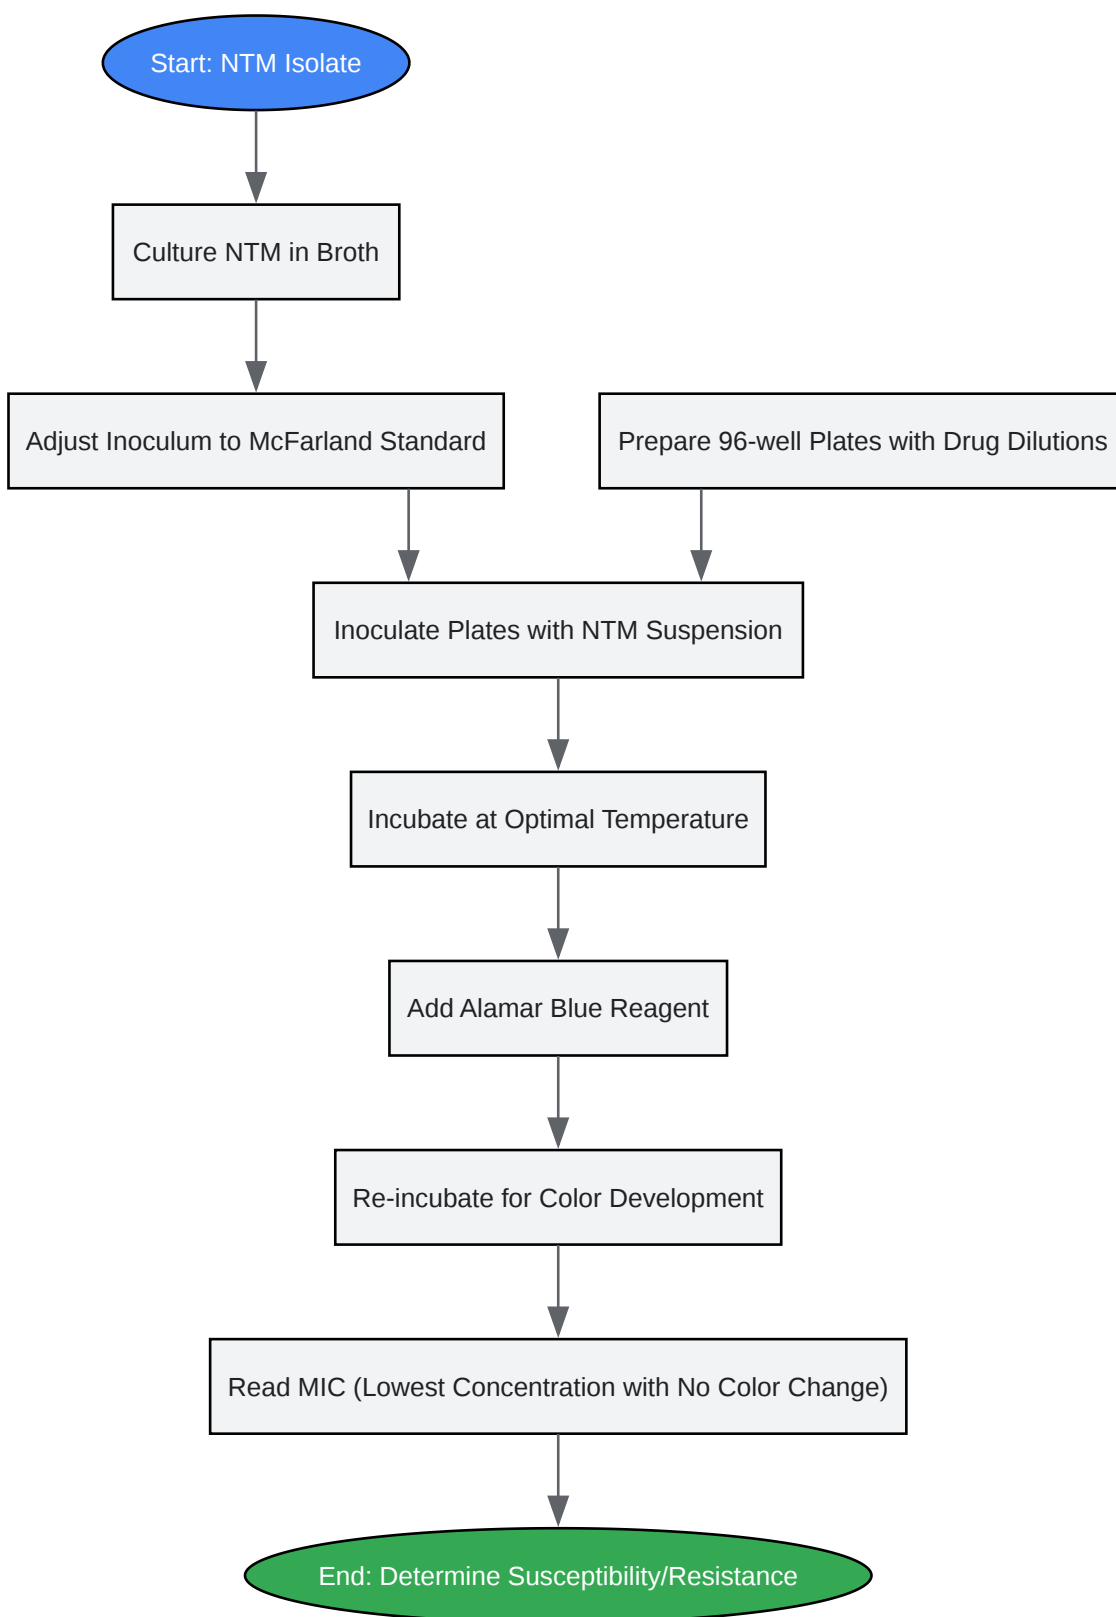 Start: NTM Isolate
Culture NTM in Broth
Adjust Inoculum to McFarland Standard
Prepare 96-well Plates with Drug Dilutions
Inoculate Plates with NTM Suspension
Incubate at Optimal Temperature
Add Alamar Blue Reagent
Re-incubate for Color Development
Read MIC (Lowest Concentration with No Color Change)
End: Determine Susceptibility/Resistance